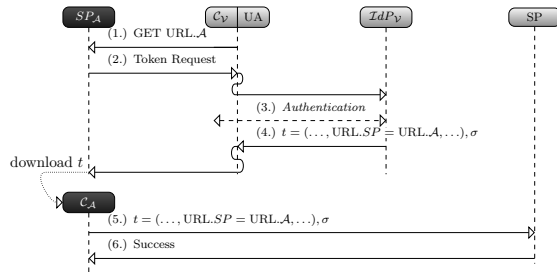 SP𝒜 C𝒱 UA IdP𝒱 SP
(1.) GET URL.𝒜
(2.) Token Request
(3.) Authentication
(4.) t = (..., URL.SP = URL.𝒜, ...), σ
download t
C𝒜
(5.) t = (..., URL.SP = URL.𝒜, ...), σ
(6.) Success